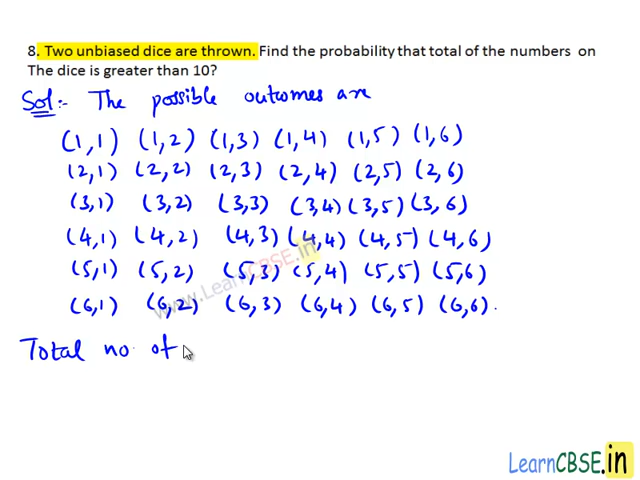 8. Two unbiased dice are thrown. Find the probability that total of the numbers on
The dice is greater than 10?
Sol:- The possible outcomes are
(1,1) (1,2) (1,3) (1,4) (1,5) (1,6)
(2,1) (2,2) (2,3) (2,4) (2,5) (2,6)
(3,1) (3,2) (3,3) (3,4) (3,5) (3,6)
(4,1) (4,2) (4,3) (4,4) (4,5) (4,6)
(5,1) (5,2) (5,3) (5,4) (5,5) (5,6)
(6,1) (6,2) (6,3) (6,4) (6,5) (6,6).
www.LearnCBSE.in
Total no. of
LearnCBSE.in